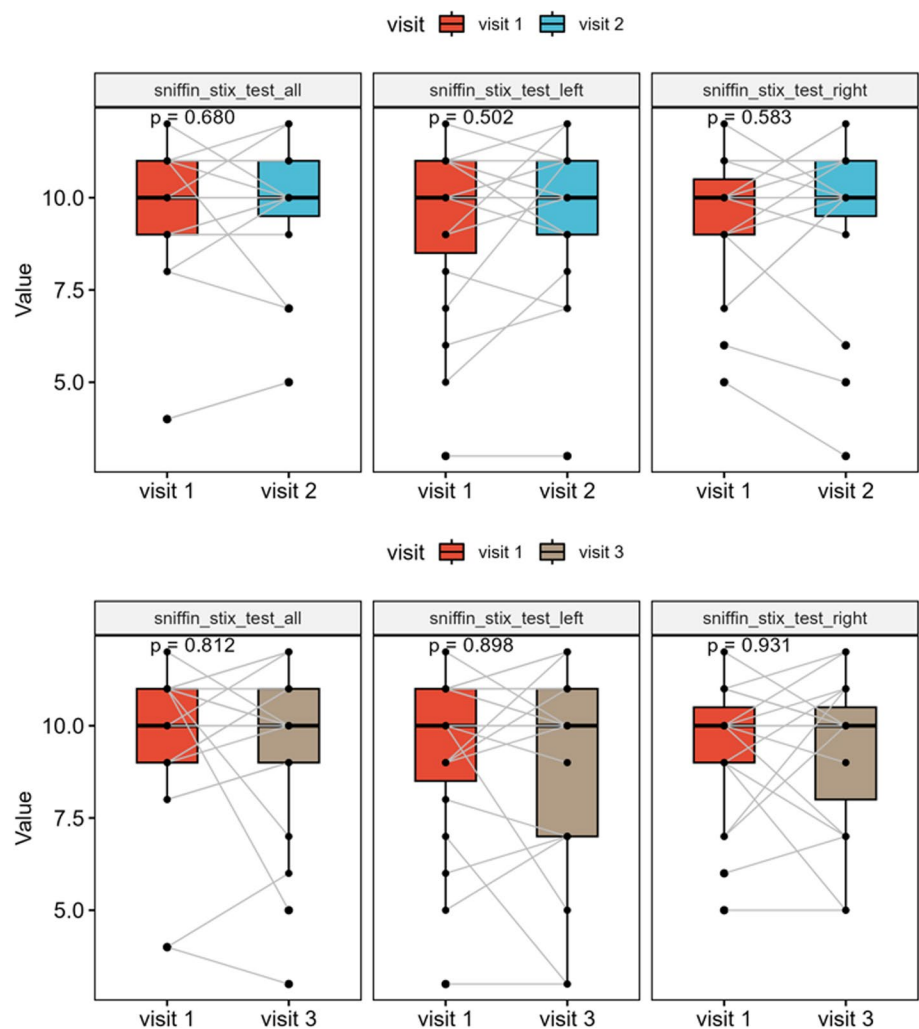 visit visit 1 visit 2
sniffin_stix_test_all sniffin_stix_test_left sniffin_stix_test_right
p = 0.680 p = 0.502 p = 0.583
10.0
7.5
5.0
Value
visit 1 visit 2 visit 1 visit 2 visit 1 visit 2
visit visit 1 visit 3
sniffin_stix_test_all sniffin_stix_test_left sniffin_stix_test_right
p = 0.812 p = 0.898 p = 0.931
10.0
7.5
5.0
Value
visit 1 visit 3 visit 1 visit 3 visit 1 visit 3